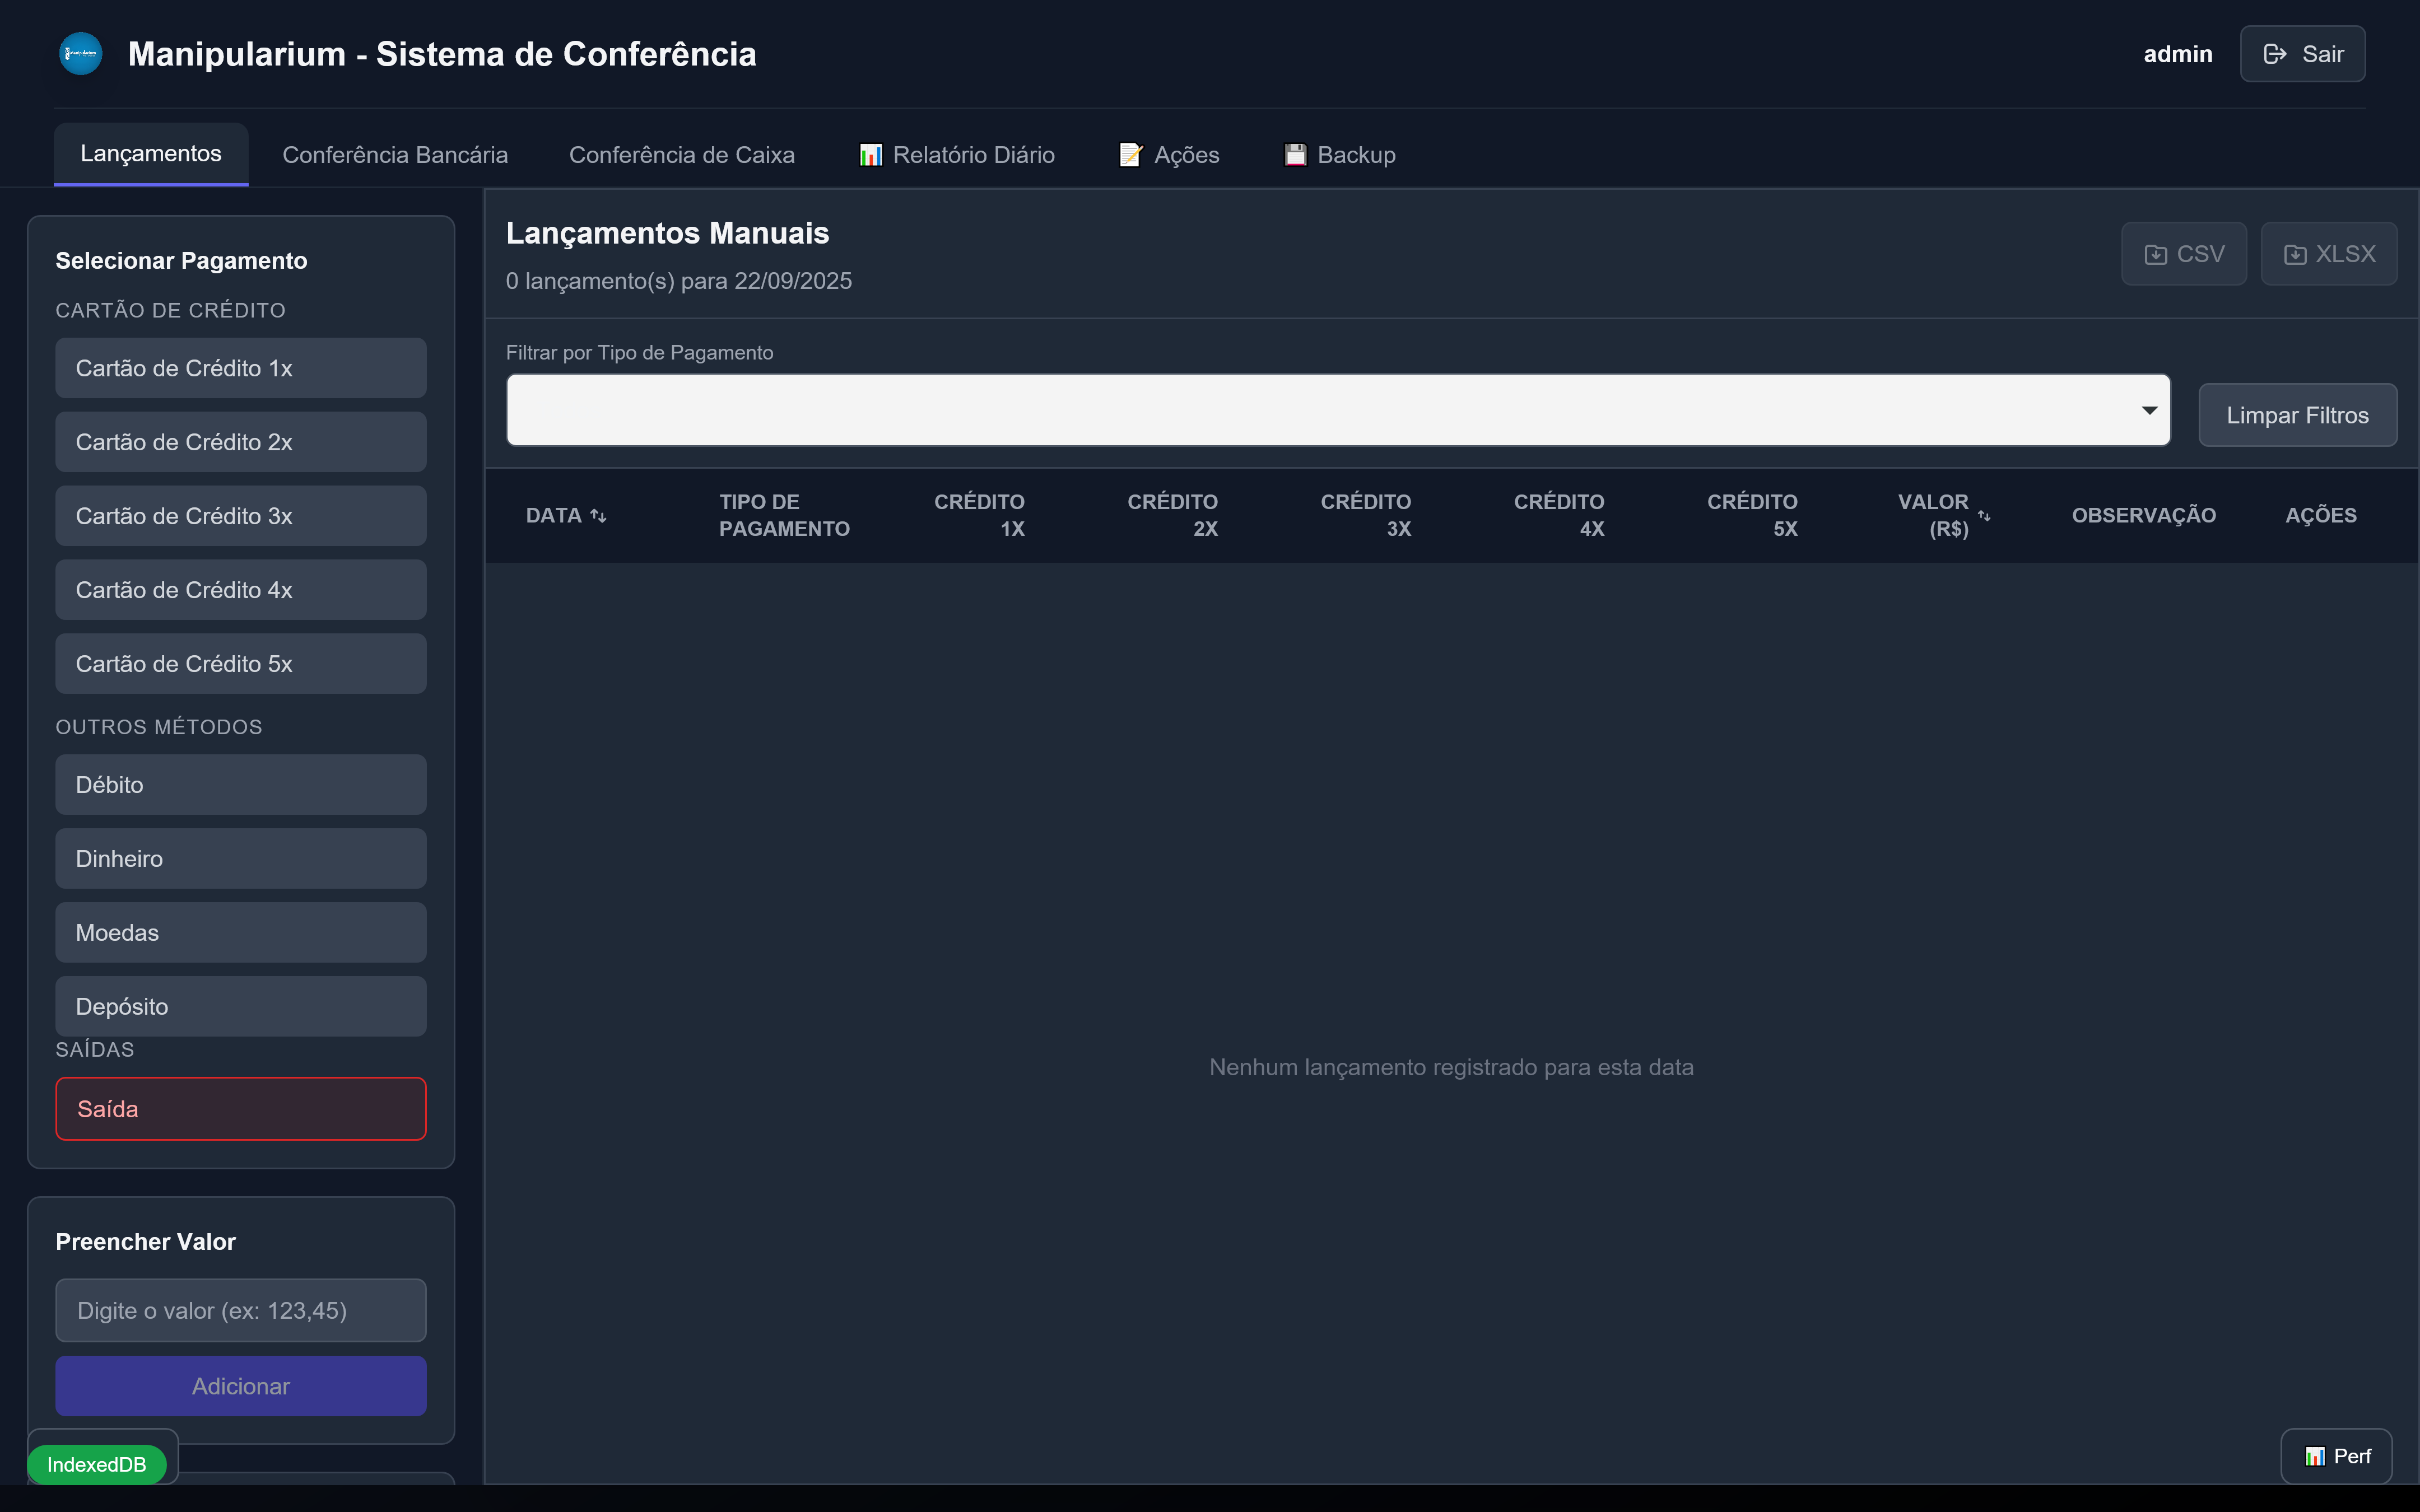 Manipularium - Sistema de Conferência
admin
Sair
Lançamentos
Conferência Bancária
Conferência de Caixa
📊 Relatório Diário
📝 Ações
💾 Backup
Selecionar Pagamento
CARTÃO DE CRÉDITO
Cartão de Crédito 1x
Cartão de Crédito 2x
Cartão de Crédito 3x
Cartão de Crédito 4x
Cartão de Crédito 5x
OUTROS MÉTODOS
Débito
Dinheiro
Moedas
Depósito
SAÍDAS
Saída
Preencher Valor
Digite o valor (ex: 123,45)
Adicionar
IndexedDB
Lançamentos Manuais
0 lançamento(s) para 22/09/2025
CSV
XLSX
Filtrar por Tipo de Pagamento
Limpar Filtros
DATA
TIPO DE
PAGAMENTO
CRÉDITO
1X
CRÉDITO
2X
CRÉDITO
3X
CRÉDITO
4X
CRÉDITO
5X
VALOR
(R$)
OBSERVAÇÃO
AÇÕES
Nenhum lançamento registrado para esta data
📊 Perf